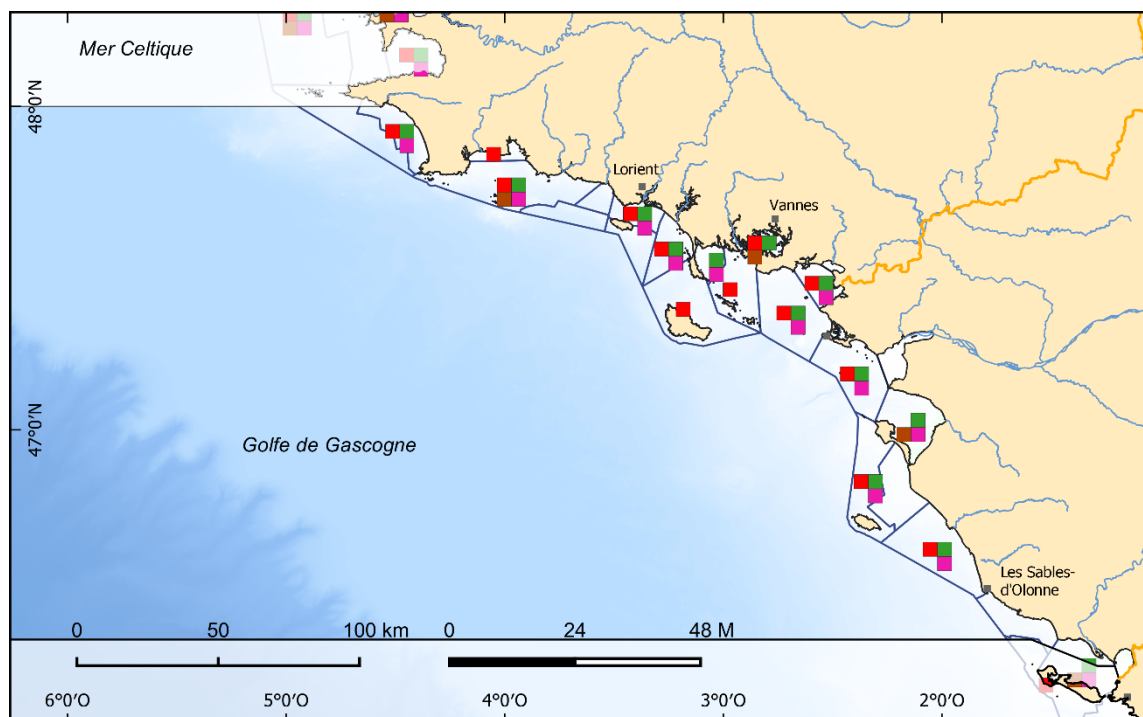 Mer Celtique
48°0'N
Lorient
Vannes
47°0'N
Golfe de Gascogne
Les Sables-
d'Olonne
0 50 100 km 0 24 48 M
6°0'O 5°0'O 4°0'O 3°0'O 2°0'O